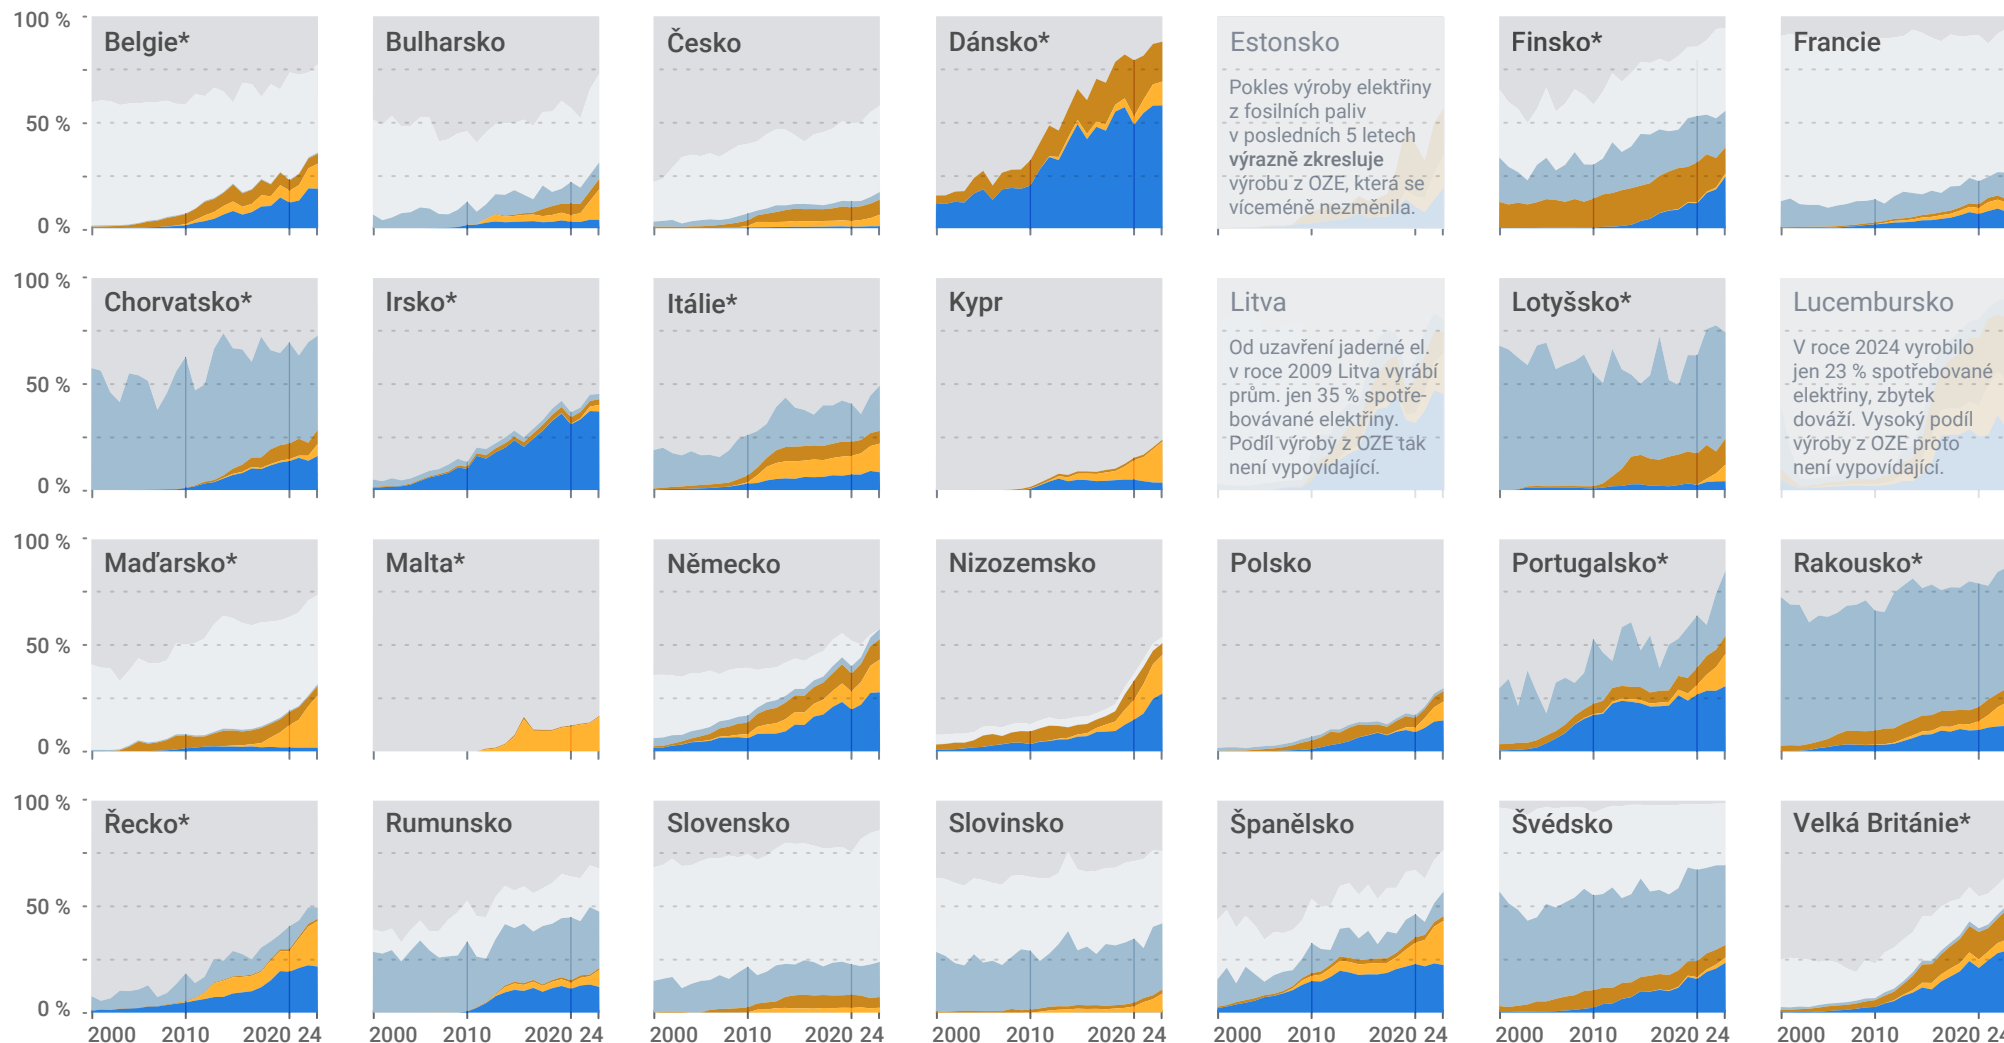 100 %
50 %
0 %
Belgie*
Bulharsko
Česko
Dánsko*
Estonsko
Pokles výroby elektřiny
z fosilních paliv
v posledních 5 letech
výrazně zkresluje
výrobu z OZE, která se
víceméně nezměnila.
Finsko*
Francie
100 %
50 %
0 %
Chorvatsko*
Irsko*
Itálie*
Kypr
Litva
Od uzavření jaderné el.
v roce 2009 Litva vyrábí
prům. jen 35 % spotře-
bovávané elektřiny.
Podíl výroby z OZE tak
není vypovídající.
Lotyšsko*
Lucembursko
V roce 2024 vyrobilo
jen 23 % spotřebované
elektřiny, zbytek
dováží. Vysoký podíl
výroby z OZE proto
není vypovídající.
100 %
50 %
0 %
Maďarsko*
Malta*
Německo
Nizozemsko
Polsko
Portugalsko*
Rakousko*
100 %
50 %
0 %
Řecko*
Rumunsko
Slovensko
Slovinsko
Španělsko
Švédsko
Velká Británie*
2000 2010 2020 24
2000 2010 2020 24
2000 2010 2020 24
2000 2010 2020 24
2000 2010 2020 24
2000 2010 2020 24
2000 2010 2020 24